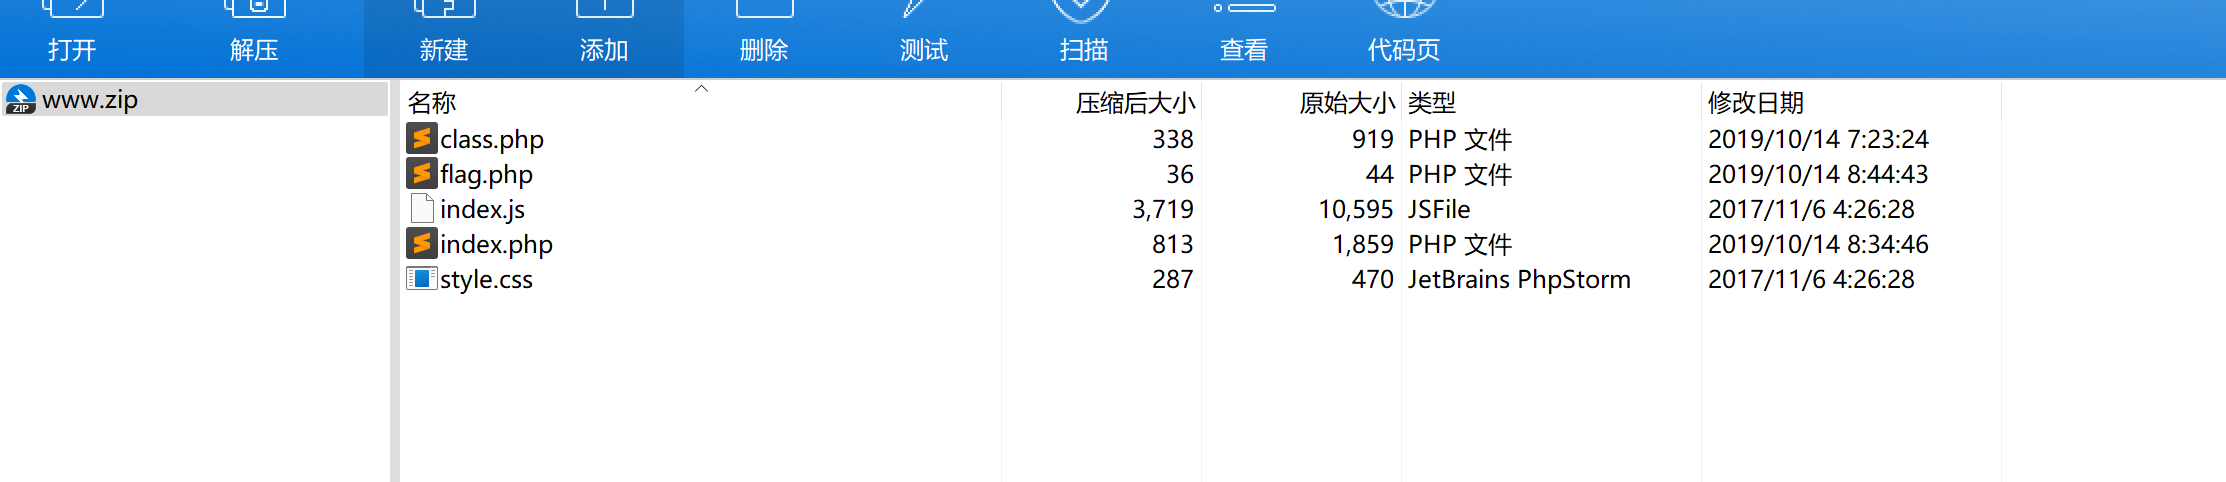 打开 解压 新建 添加 删除 测试 扫描 查看 代码页
www.zip
名称 压缩后大小 原始大小 类型 修改日期
class.php 338 919 PHP 文件 2019/10/14 7:23:24
flag.php 36 44 PHP 文件 2019/10/14 8:44:43
index.js 3,719 10,595 JSFile 2017/11/6 4:26:28
index.php 813 1,859 PHP 文件 2019/10/14 8:34:46
style.css 287 470 JetBrains PhpStorm 2017/11/6 4:26:28